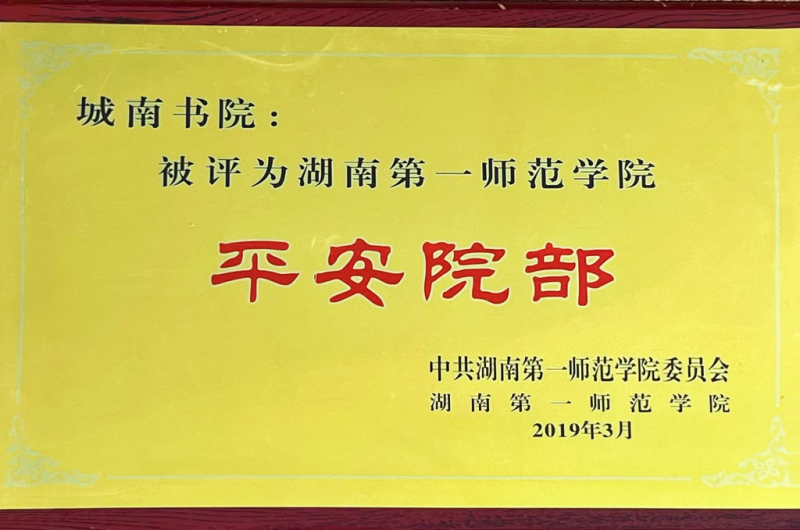 城南书院:
被评为湖南第一师范学院
平安院部
中共湖南第一师范学院委员会
湖南第一师范学院
2019年3月